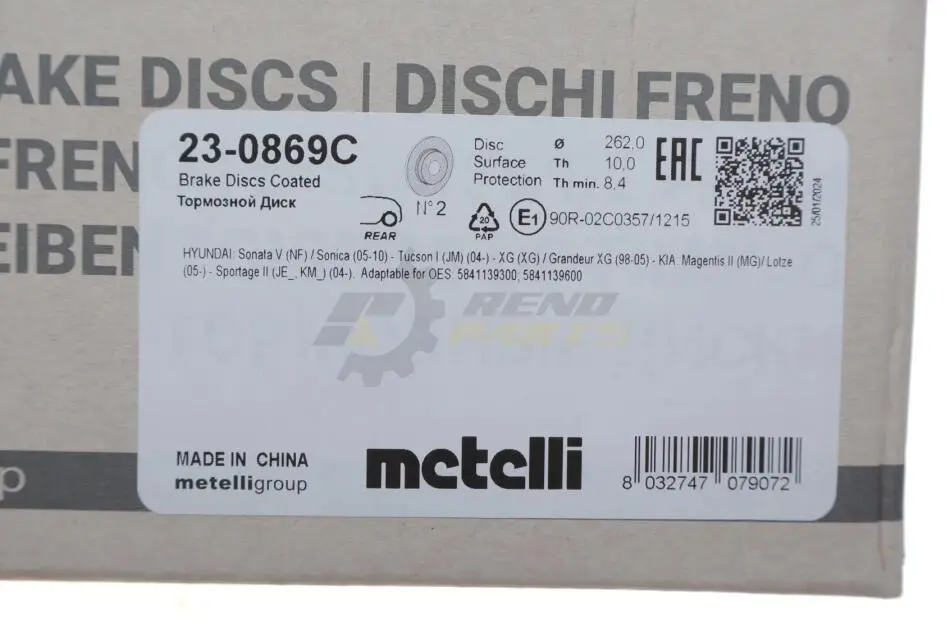 AKE DISCS | DISCHI FRENO
FREN
EIBEN
23-0869C
Brake Discs Coated
Тормозной Диск
REAR
N°2
Disc Ø 262,0
Surface Th 10,0
Protection Th min. 8,4
EAC
20
PAP
E1 90R-02C0357/1215
25/01/2024
HYUNDAI: Sonata V (NF) / Sonica (05-10) - Tucson I (JM) (04-) - XG (XG) / Grandeur XG (98-05) - KIA: Magentis II (MG)/ Lotze
(05-) - Sportage II (JE_, KM_) (04-). Adaptable for OES: 5841139300; 5841139600
RENO
PARTS
MADE IN CHINA
metelligroup
metelli
8 032747 079072
p